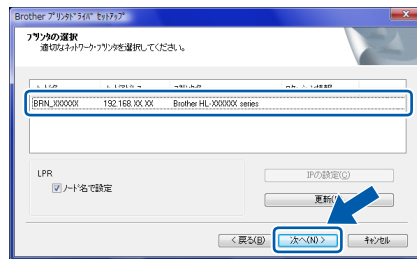 Brother プリンタドライバ セットアップ
プリンタの選択
適切なネットワーク・プリンタを選択してください。
BRN_XXXXXX 192.168.XX.XX Brother HL-XXXXXX series
LPR
ノード名で設定
IPの設定(C)
更新(
< 戻る(B) 次へ(N) > キャンセル